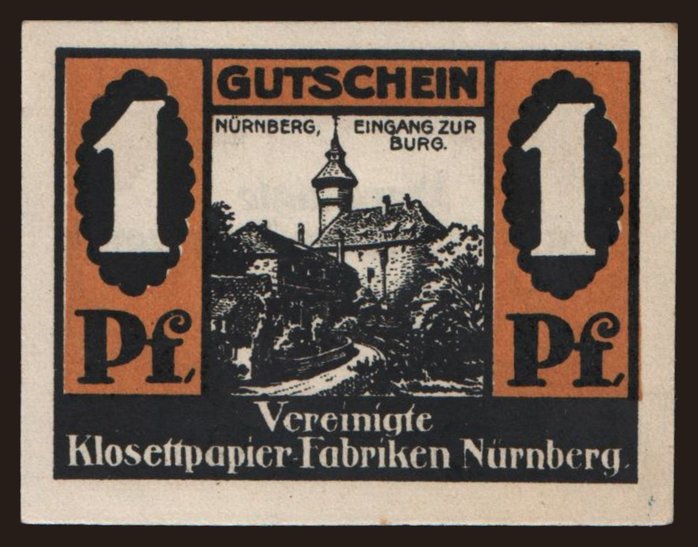 GUTSCHEIN
1
1
NÜRNBERG, EINGANG ZUR
BURG.
Pf.
Pf.
Vereinigte
Klosettpapier-Fabriken Nürnberg.